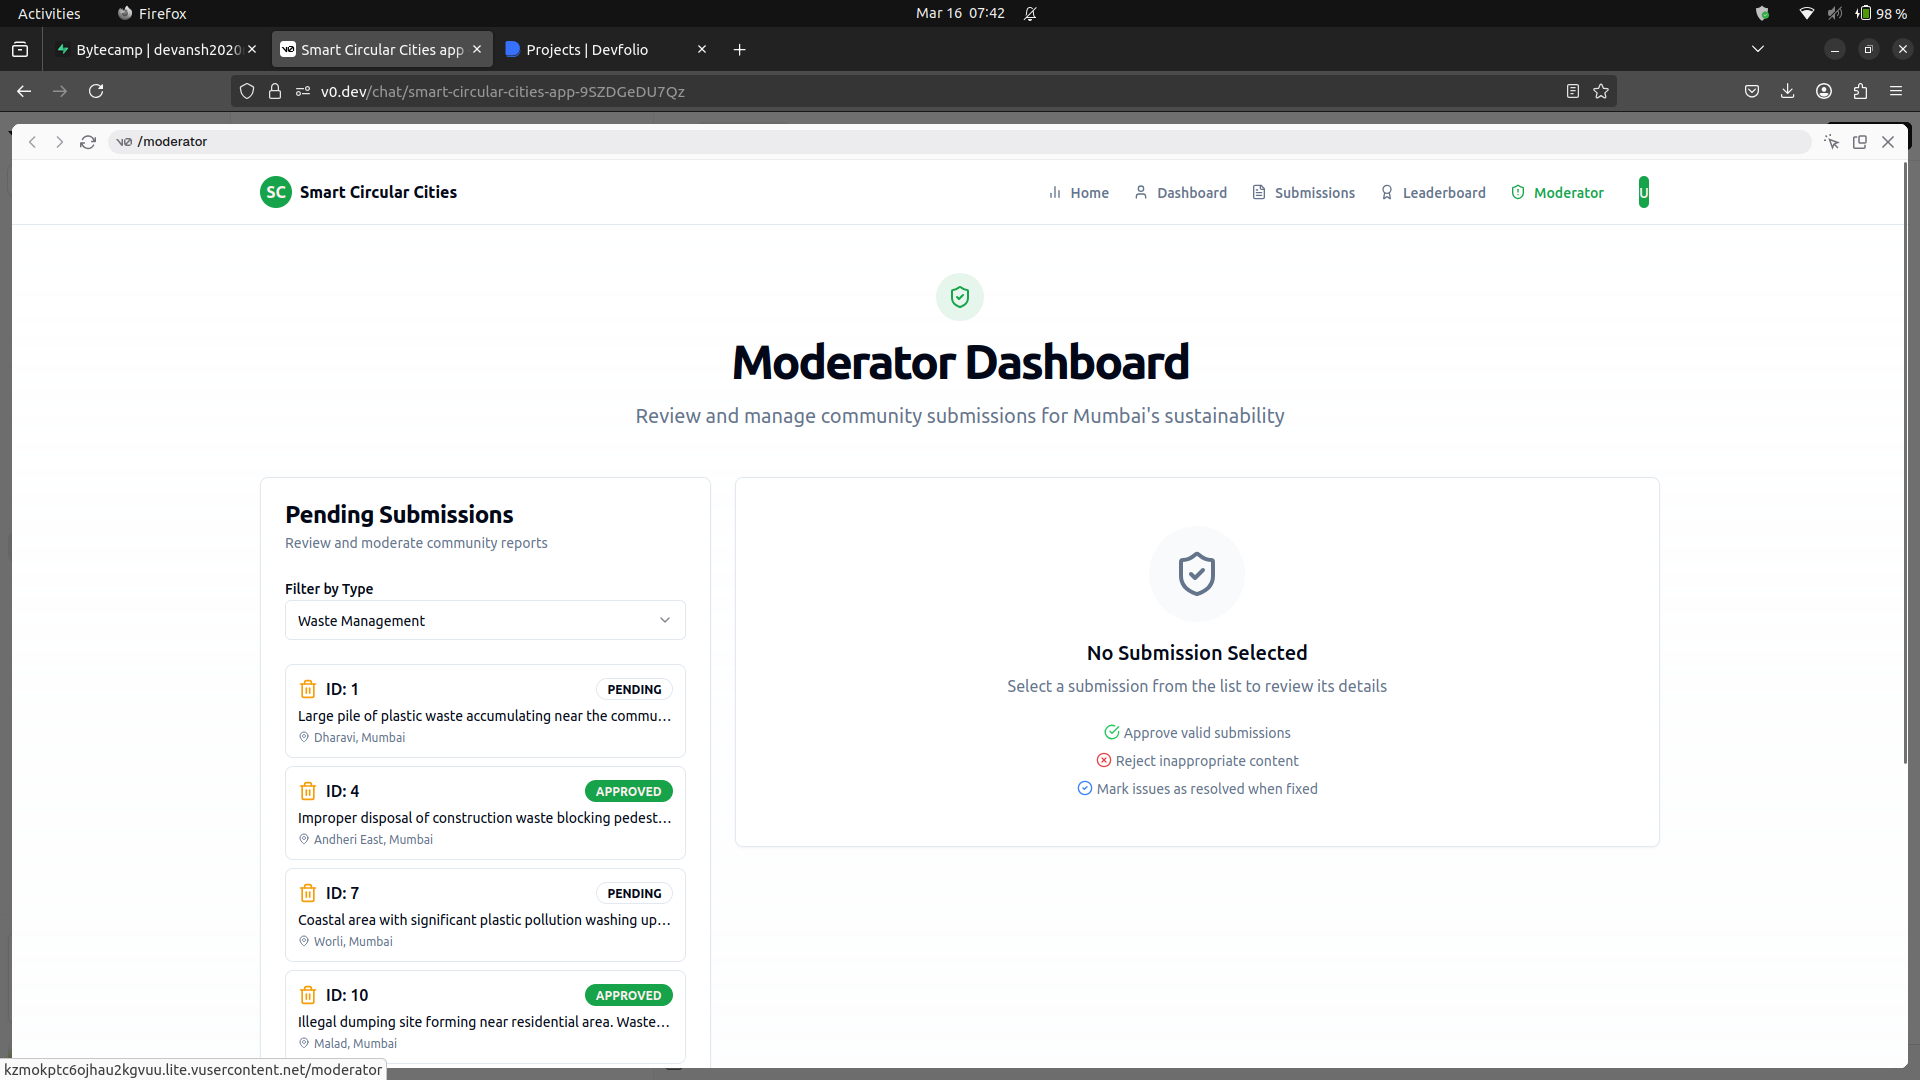 Activities
Firefox
Mar 16 07:42
98 %
Bytecamp | devansh2020
Smart Circular Cities app
Projects | Devfolio
v0.dev/chat/smart-circular-cities-app-9SZDGeDU7Qz
v0 /moderator
SC Smart Circular Cities
Home
Dashboard
Submissions
Leaderboard
Moderator
U
Moderator Dashboard
Review and manage community submissions for Mumbai's sustainability
Pending Submissions
Review and moderate community reports
Filter by Type
Waste Management
ID: 1 PENDING
Large pile of plastic waste accumulating near the commu...
Dharavi, Mumbai
ID: 4 APPROVED
Improper disposal of construction waste blocking pedest...
Andheri East, Mumbai
ID: 7 PENDING
Coastal area with significant plastic pollution washing up...
Worli, Mumbai
ID: 10 APPROVED
Illegal dumping site forming near residential area. Waste...
Malad, Mumbai
No Submission Selected
Select a submission from the list to review its details
Approve valid submissions
Reject inappropriate content
Mark issues as resolved when fixed
kzmokptc6ojhau2kgvuu.lite.vusercontent.net/moderator